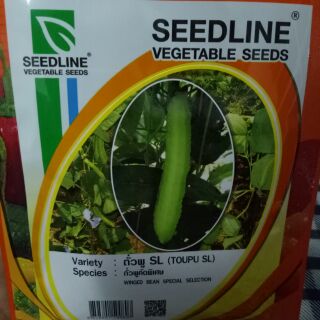 SEEDLINE®
VEGETABLE SEEDS
SEEDLINE®
VEGETABLE SEEDS
Variety : ถั่วพู SL (TOUPU SL)
Species : ถั่วพูคัดพิเศษ
WINGED BEAN SPECIAL SELECTION